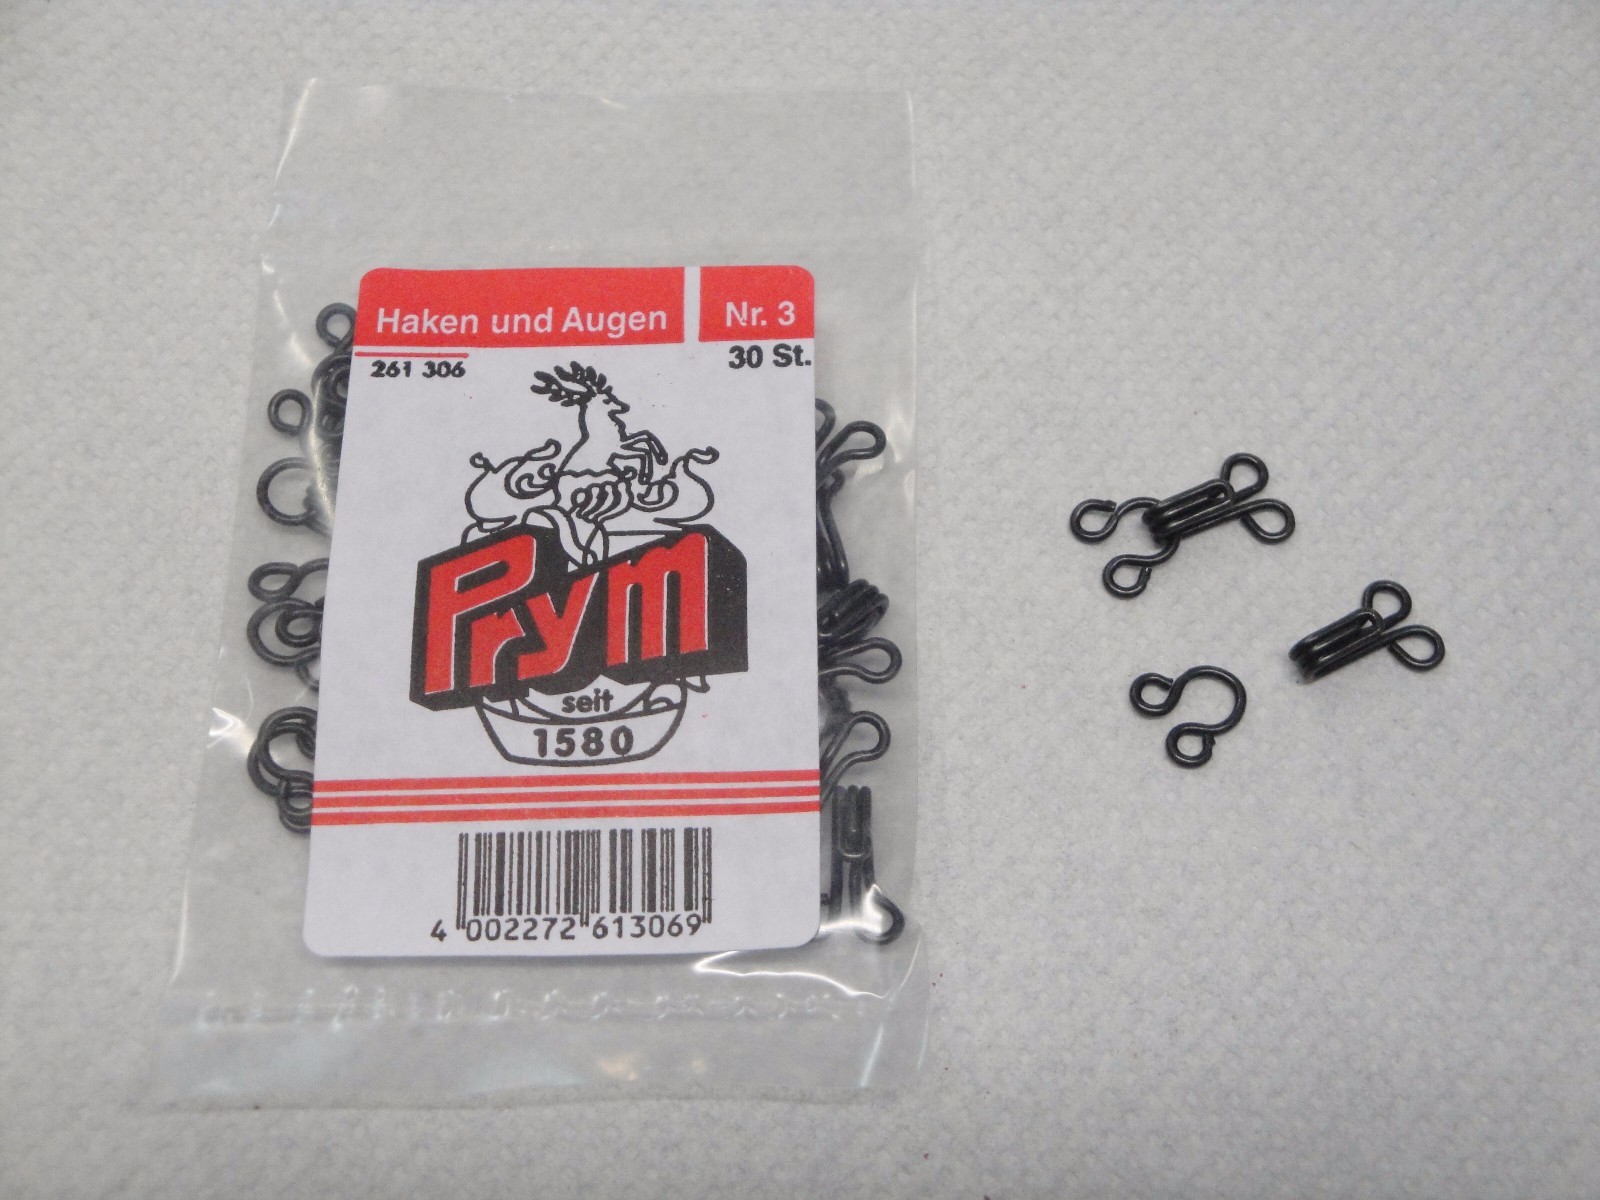 Haken und Augen Nr. 3
261 306 30 St.
Prym
seit
1580
4 002272 613069